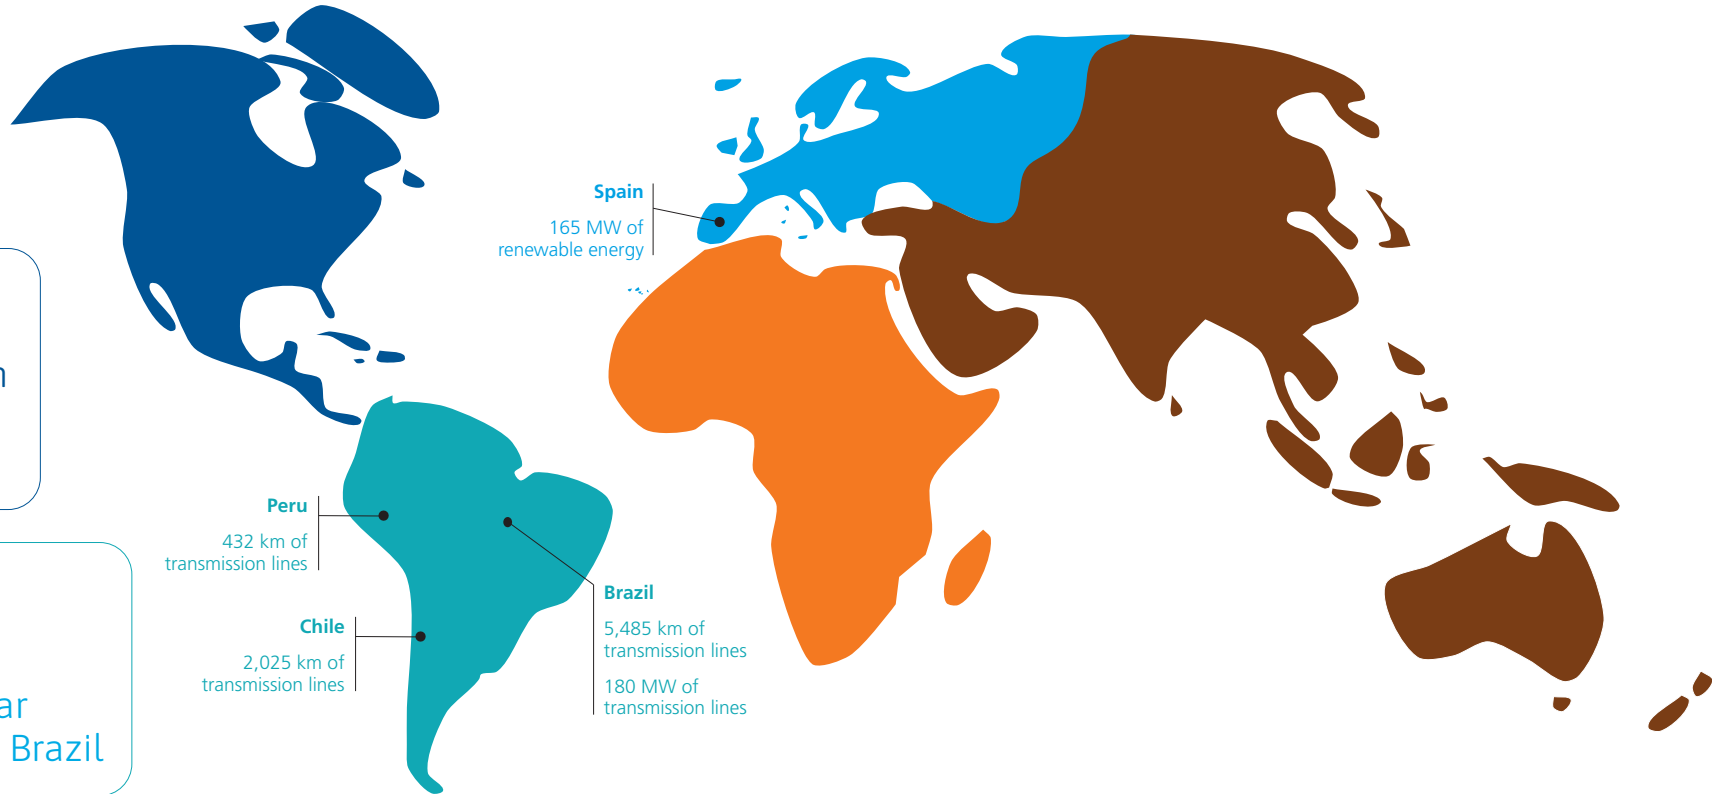 Spain
165 MW of
renewable energy
Peru
432 km of
transmission lines
Chile
2,025 km of
transmission lines
Brazil
5,485 km of
transmission lines
180 MW of
transmission lines
Brazil